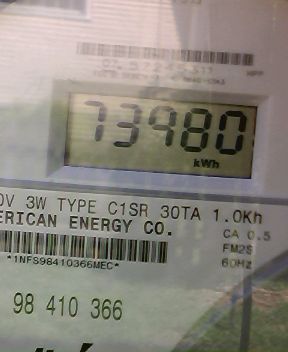 73980
kWh
0V 3W TYPE C1SR 30TA 1.0Kh
ERICAN ENERGY CO.
CA 0.5
*1NFS98410366MEC*
FM2S
60Hz
98 410 366